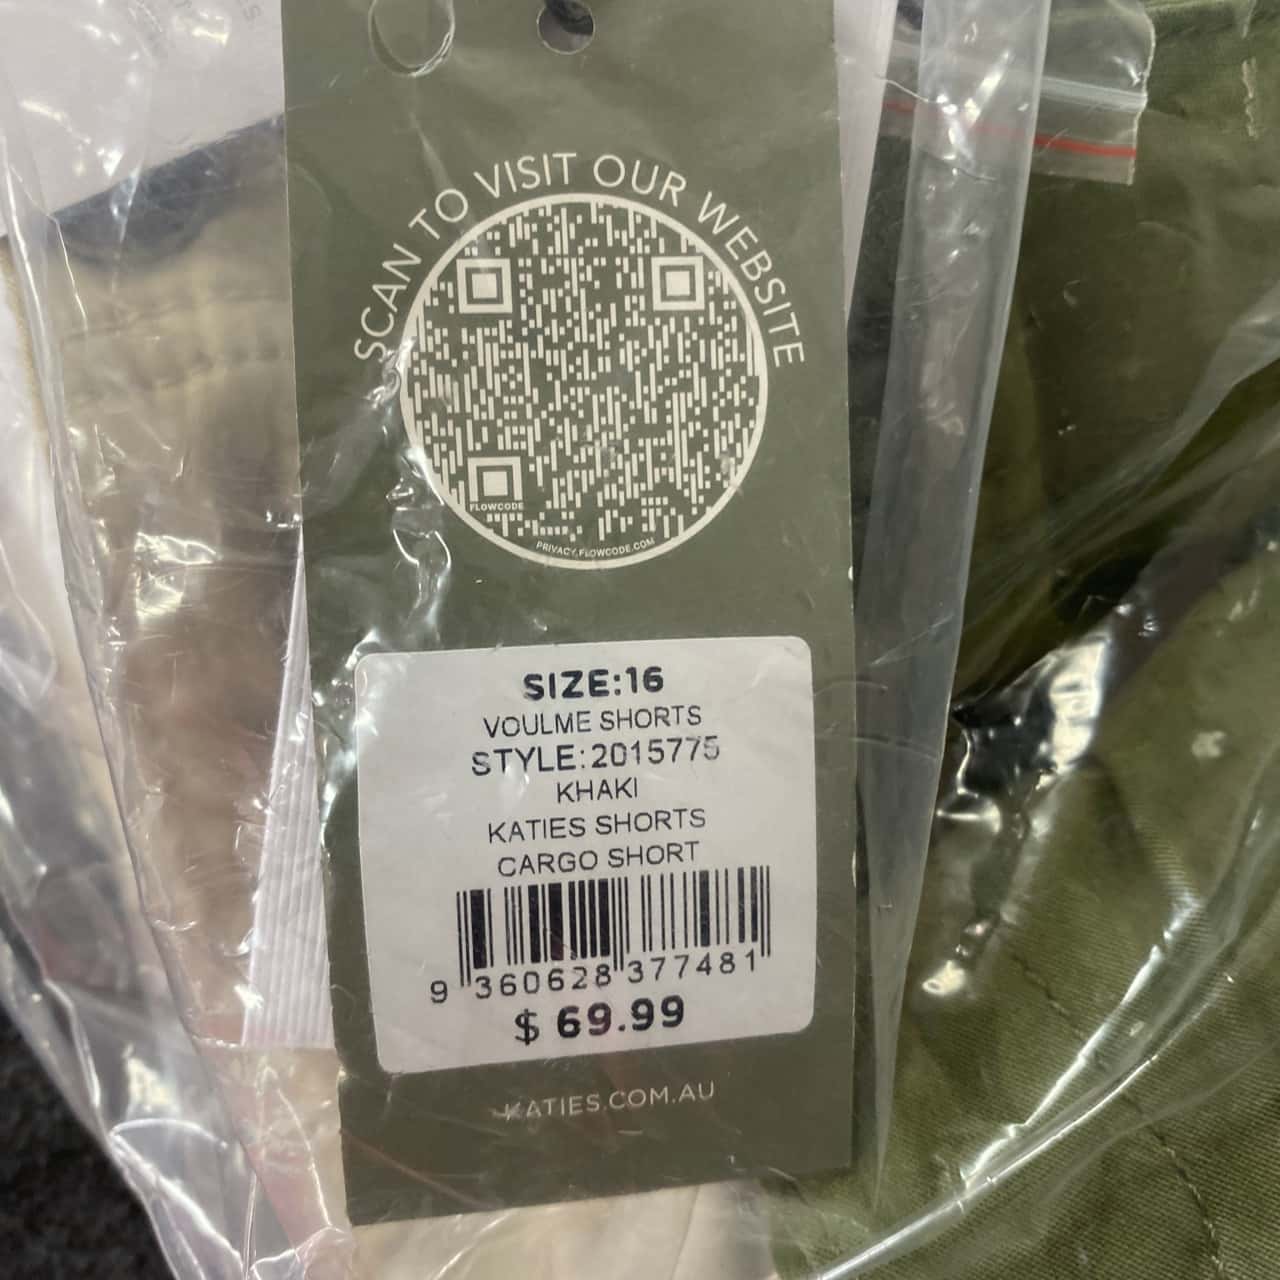 SCAN TO VISIT OUR WEBSITE
FLOWCODE
PRIVACY.FLOWCODE.COM
SIZE:16
VOULME SHORTS
STYLE:2015775
KHAKI
KATIES SHORTS
CARGO SHORT
9 360628 377481
$ 69.99
KATIES.COM.AU